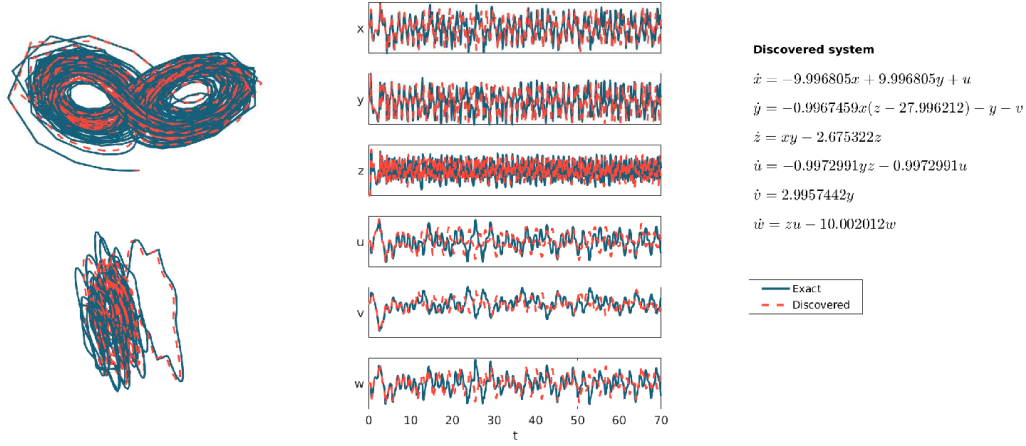 x
y
z
u
v
w
0 10 20 30 40 50 60 70
t
Discovered system
ẋ = −9.996805x + 9.996805y + u
ẏ = −0.9967459x(z − 27.996212) − y − v
ż = xy − 2.675322z
u̇ = −0.9972991yz − 0.9972991u
v̇ = 2.9957442y
ẇ = zu − 10.002012w
Exact
Discovered